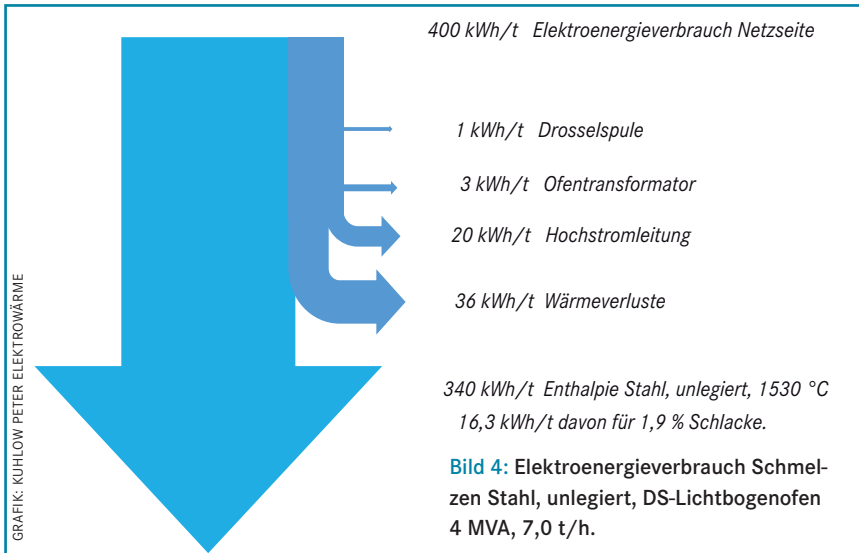 400 kWh/t Elektroenergieverbrauch Netzseite
1 kWh/t Drosselspule
3 kWh/t Ofentransformator
20 kWh/t Hochstromleitung
36 kWh/t Wärmeverluste
340 kWh/t Enthalpie Stahl, unlegiert, 1530 °C
16,3 kWh/t davon für 1,9 % Schlacke.
Bild 4: Elektroenergieverbrauch Schmel-
zen Stahl, unlegiert, DS-Lichtbogenofen
4 MVA, 7,0 t/h.
GRAFIK: KUHLOW PETER ELEKTROWÄRME